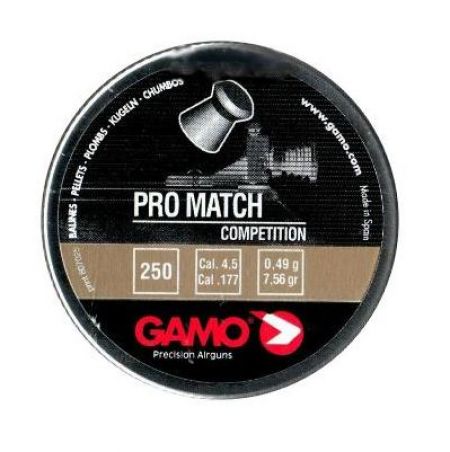 BALINES - PELLETS - PLOMBS - KUGELN - CHUMBOS
www.gamo.com
Made in Spain
PRO MATCH
COMPETITION
250
Cal. 4.5
Cal .177
0,49 g
7,56 gr
GAMO
Precision Airguns